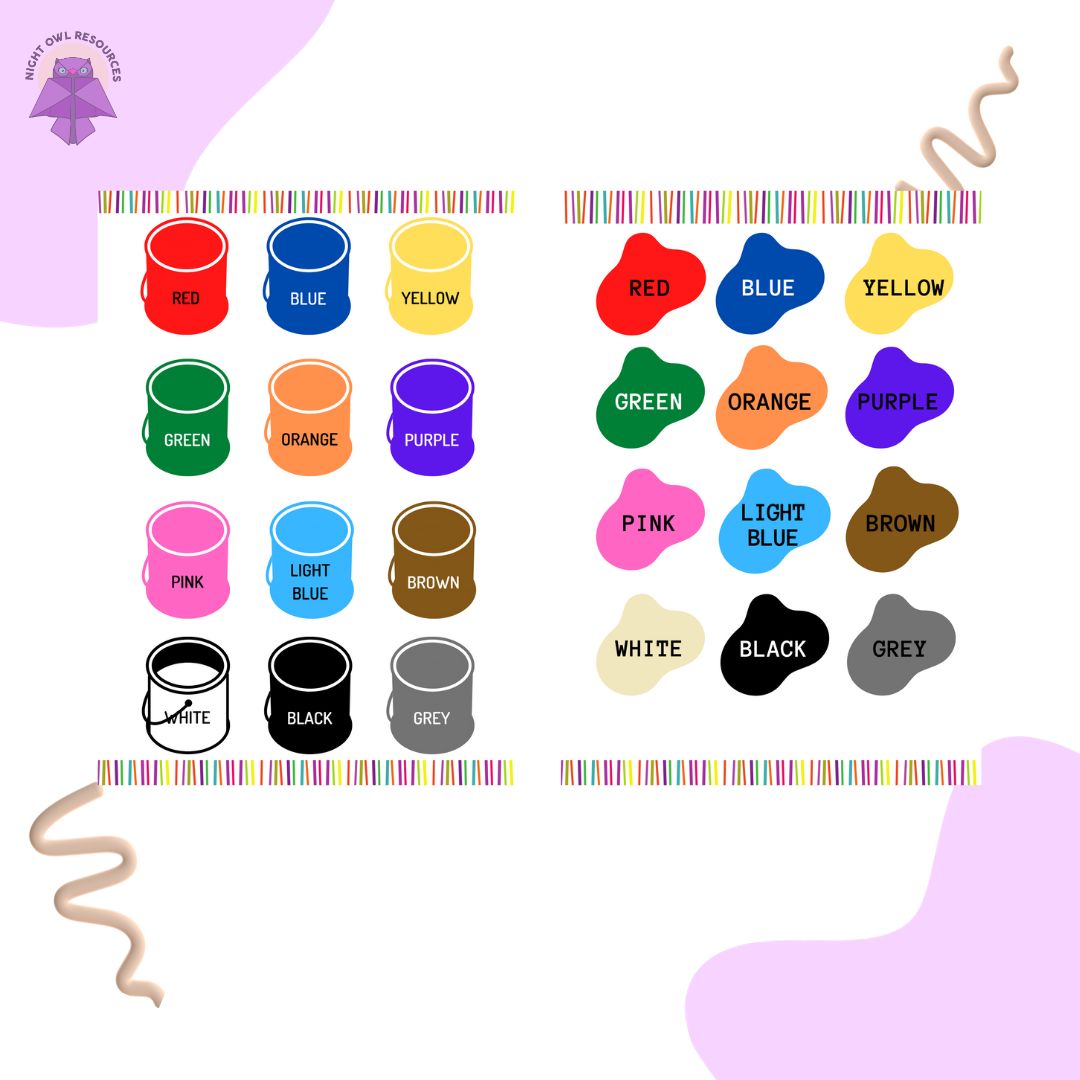 NIGHT OWL RESOURCES
RED
BLUE
YELLOW
GREEN
ORANGE
PURPLE
PINK
LIGHT
BLUE
BROWN
WHITE
BLACK
GREY
RED
BLUE
YELLOW
GREEN
ORANGE
PURPLE
PINK
LIGHT
BLUE
BROWN
WHITE
BLACK
GREY